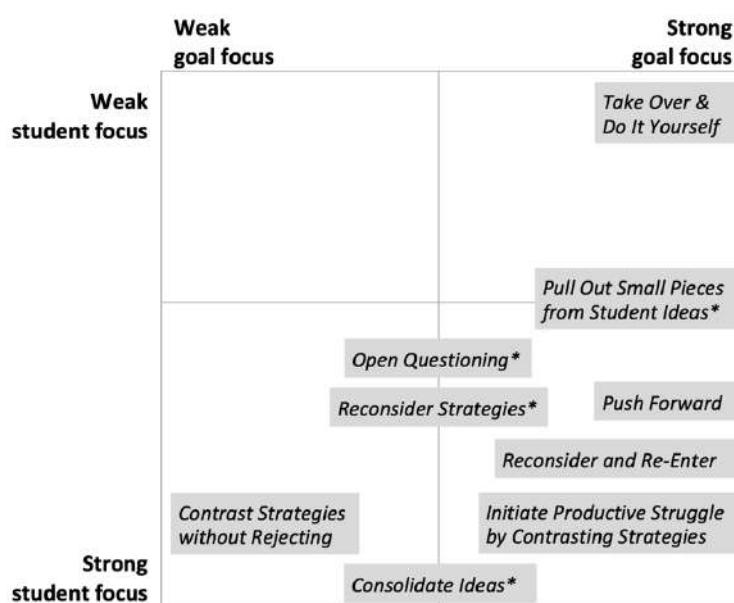 Weak
goal focus
Strong
goal focus
Weak
student focus
Take Over &
Do It Yourself
Pull Out Small Pieces
from Student Ideas*
Open Questioning*
Reconsider Strategies*
Push Forward
Reconsider and Re-Enter
Contrast Strategies
without Rejecting
Initiate Productive Struggle
by Contrasting Strategies
Strong
student focus
Consolidate Ideas*